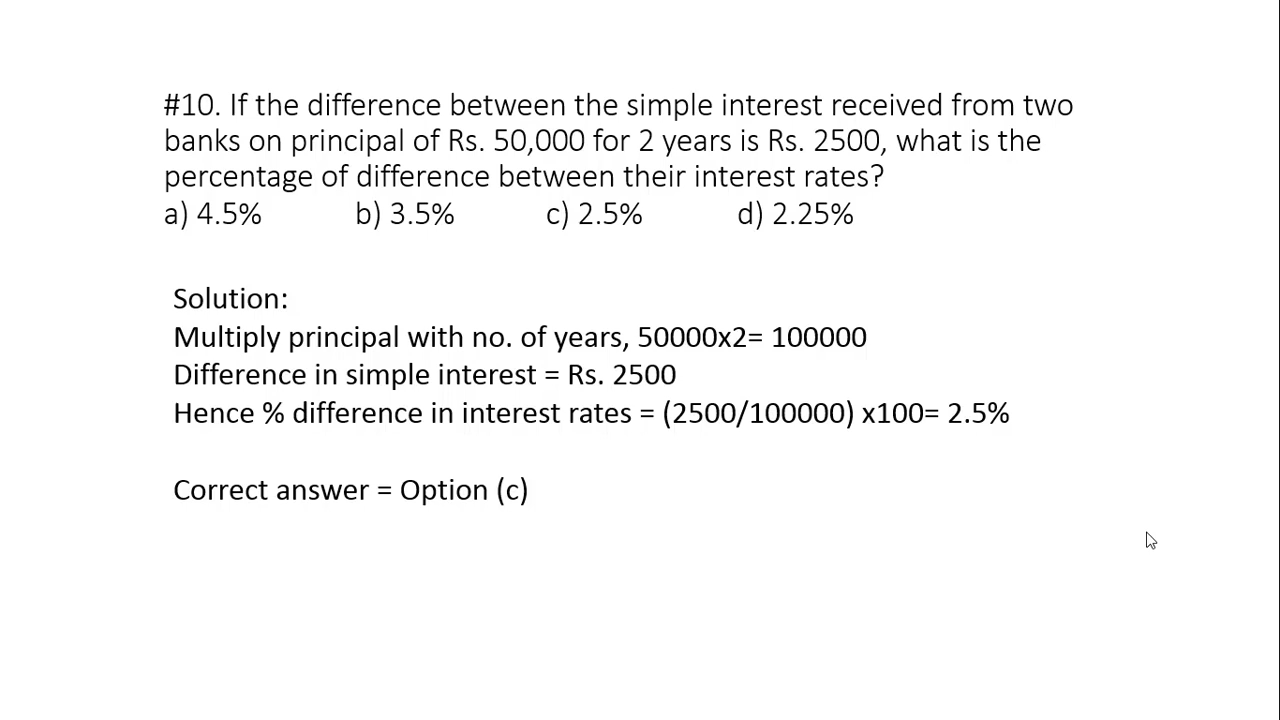 #10. If the difference between the simple interest received from two
banks on principal of Rs. 50,000 for 2 years is Rs. 2500, what is the
percentage of difference between their interest rates?
a) 4.5% b) 3.5% c) 2.5% d) 2.25%
Solution:
Multiply principal with no. of years, 50000x2= 100000
Difference in simple interest = Rs. 2500
Hence % difference in interest rates = (2500/100000) x100= 2.5%
Correct answer = Option (c)